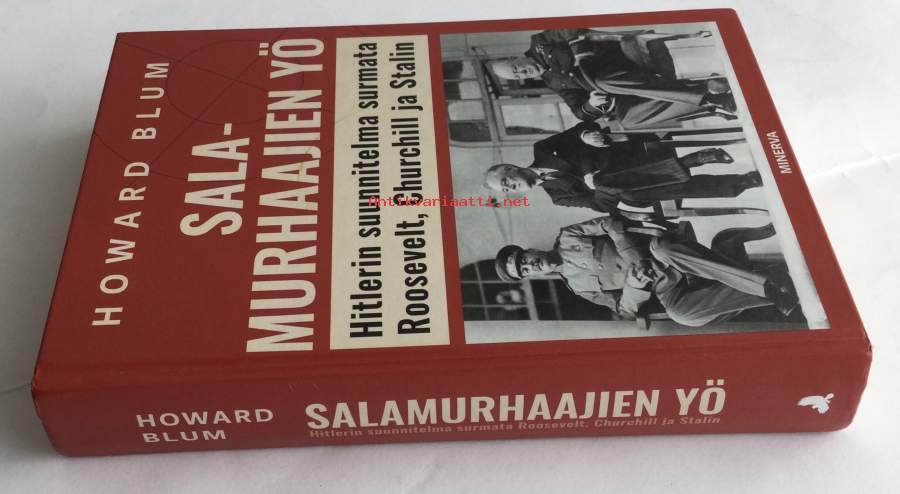 HOWARD BLUM
SALA-
MURHAAJIEN YÖ
Hitlerin suunnitelma surmata
Roosevelt, Churchill ja Stalin
MINERVA
Antikvariaatti.net
HOWARD
BLUM
SALAMURHAAJIEN YÖ
Hitlerin suunnitelma surmata Roosevelt, Churchill ja Stalin